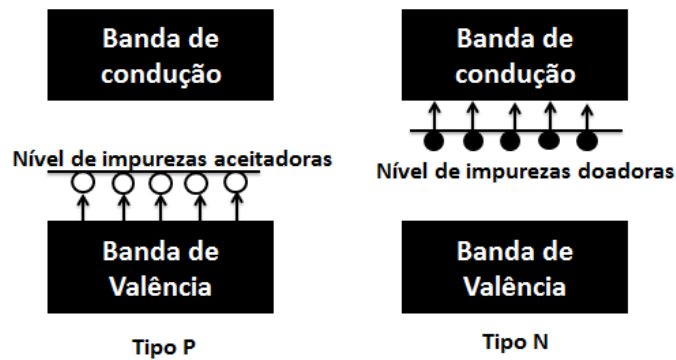 Banda de
condução
Nível de impurezas aceitadoras
Banda de
Valência
Tipo P
Banda de
condução
Nível de impurezas doadoras
Banda de
Valência
Tipo N